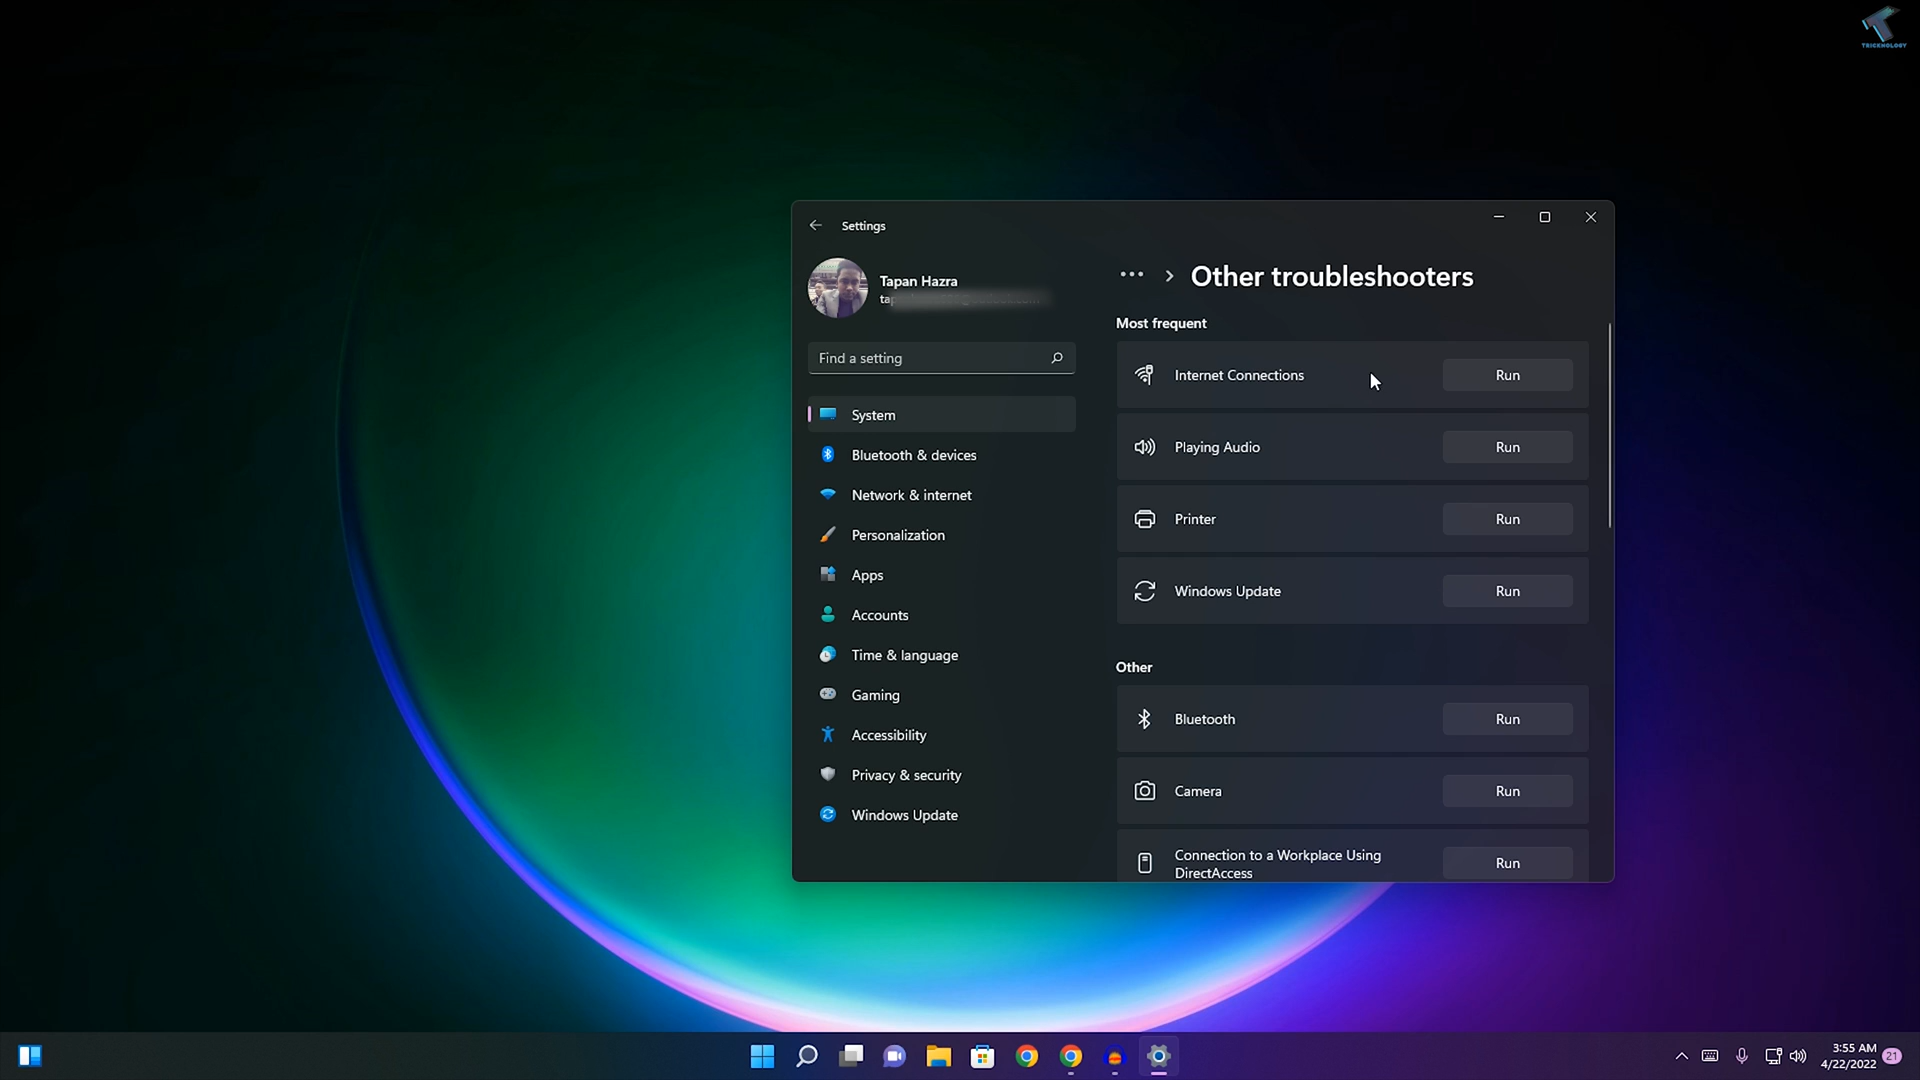 TRICKNOLOGY
Settings
Tapan Hazra
Find a setting
System
Bluetooth & devices
Network & internet
Personalization
Apps
Accounts
Time & language
Gaming
Accessibility
Privacy & security
Windows Update
Other troubleshooters
Most frequent
Internet Connections
Run
Playing Audio
Run
Printer
Run
Windows Update
Run
Other
Bluetooth
Run
Camera
Run
Connection to a Workplace Using
DirectAccess
Run
3:55 AM
4/22/2022
21